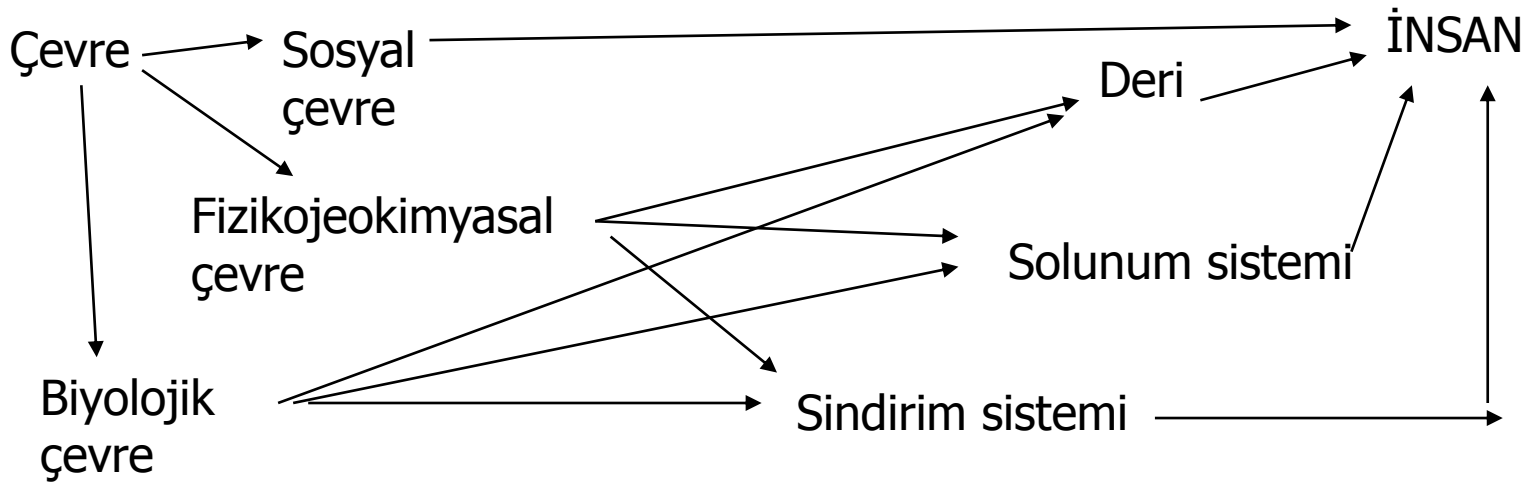 Çevre
Sosyal
çevre
İNSAN
Deri
Fizikojeokimyasal
çevre
Solunum sistemi
Biyolojik
çevre
Sindirim sistemi